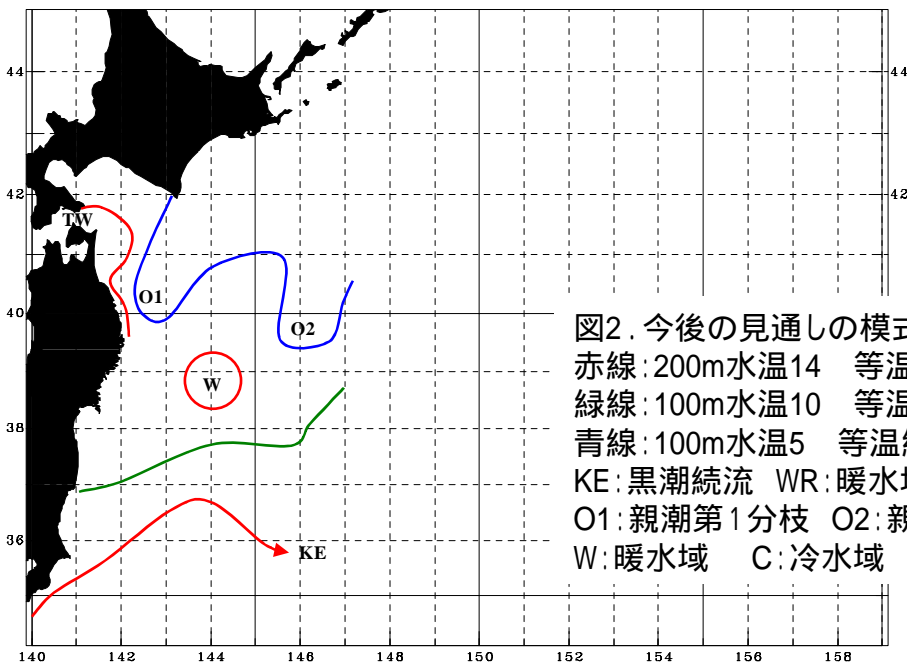 44
44
42
42
TW
O1
O2
40
W
38
KE
36
140 142 144 146 148 150 152 154 156 158
図2.今後の見通しの模式
赤線:200m水温14 等温
緑線:100m水温10 等温
青線:100m水温5 等温
KE:黒潮続流 WR:暖水
O1:親潮第1分枝 O2:親
W:暖水域 C:冷水域